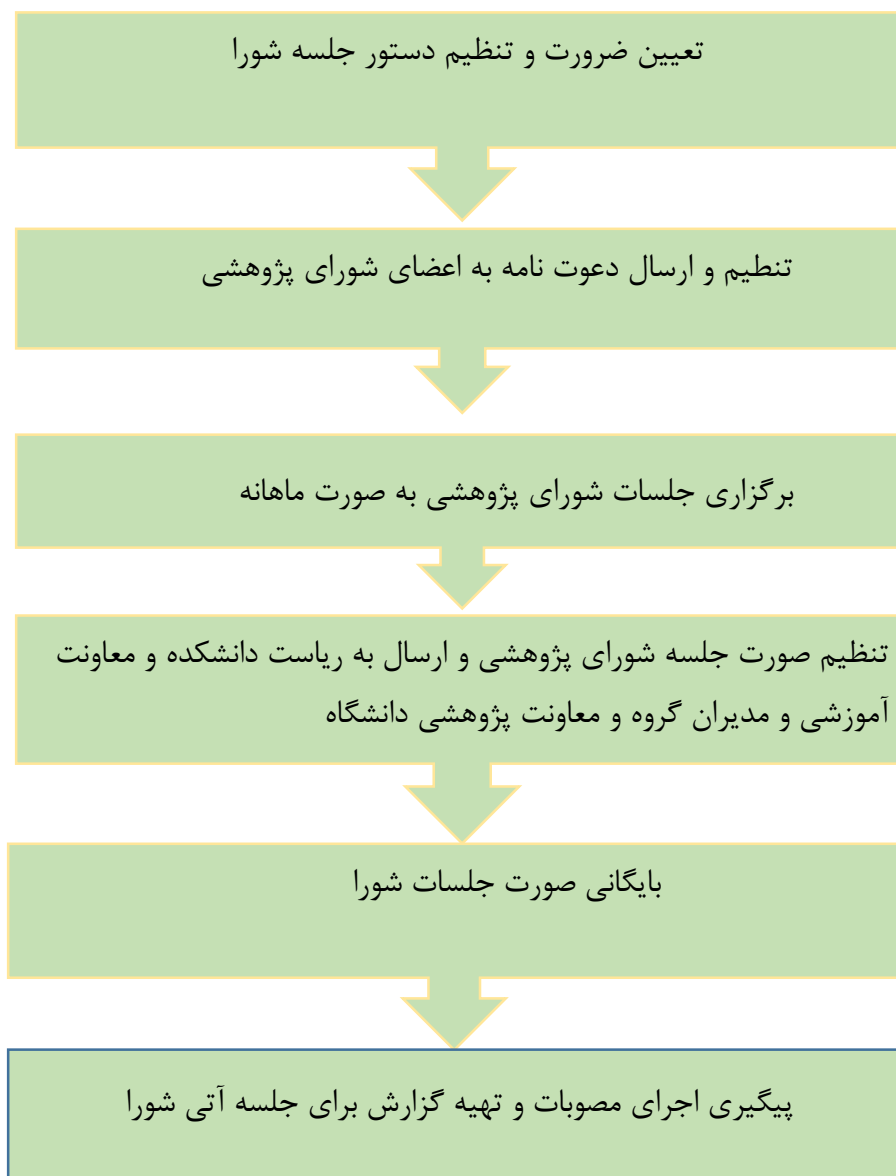 تعیین ضرورت و تنظیم دستور جلسه شورا
تنطیم و ارسال دعوت نامه به اعضای شورای پژوهشی
برگزاری جلسات شورای پژوهشی به صورت ماهانه
تنظیم صورت جلسه شورای پژوهشی و ارسال به ریاست دانشکده و معاونت
آموزشی و مدیران گروه و معاونت پژوهشی دانشگاه
بایگانی صورت جلسات شورا
پیگیری اجرای مصوبات و تهیه گزارش برای جلسه آتی شورا